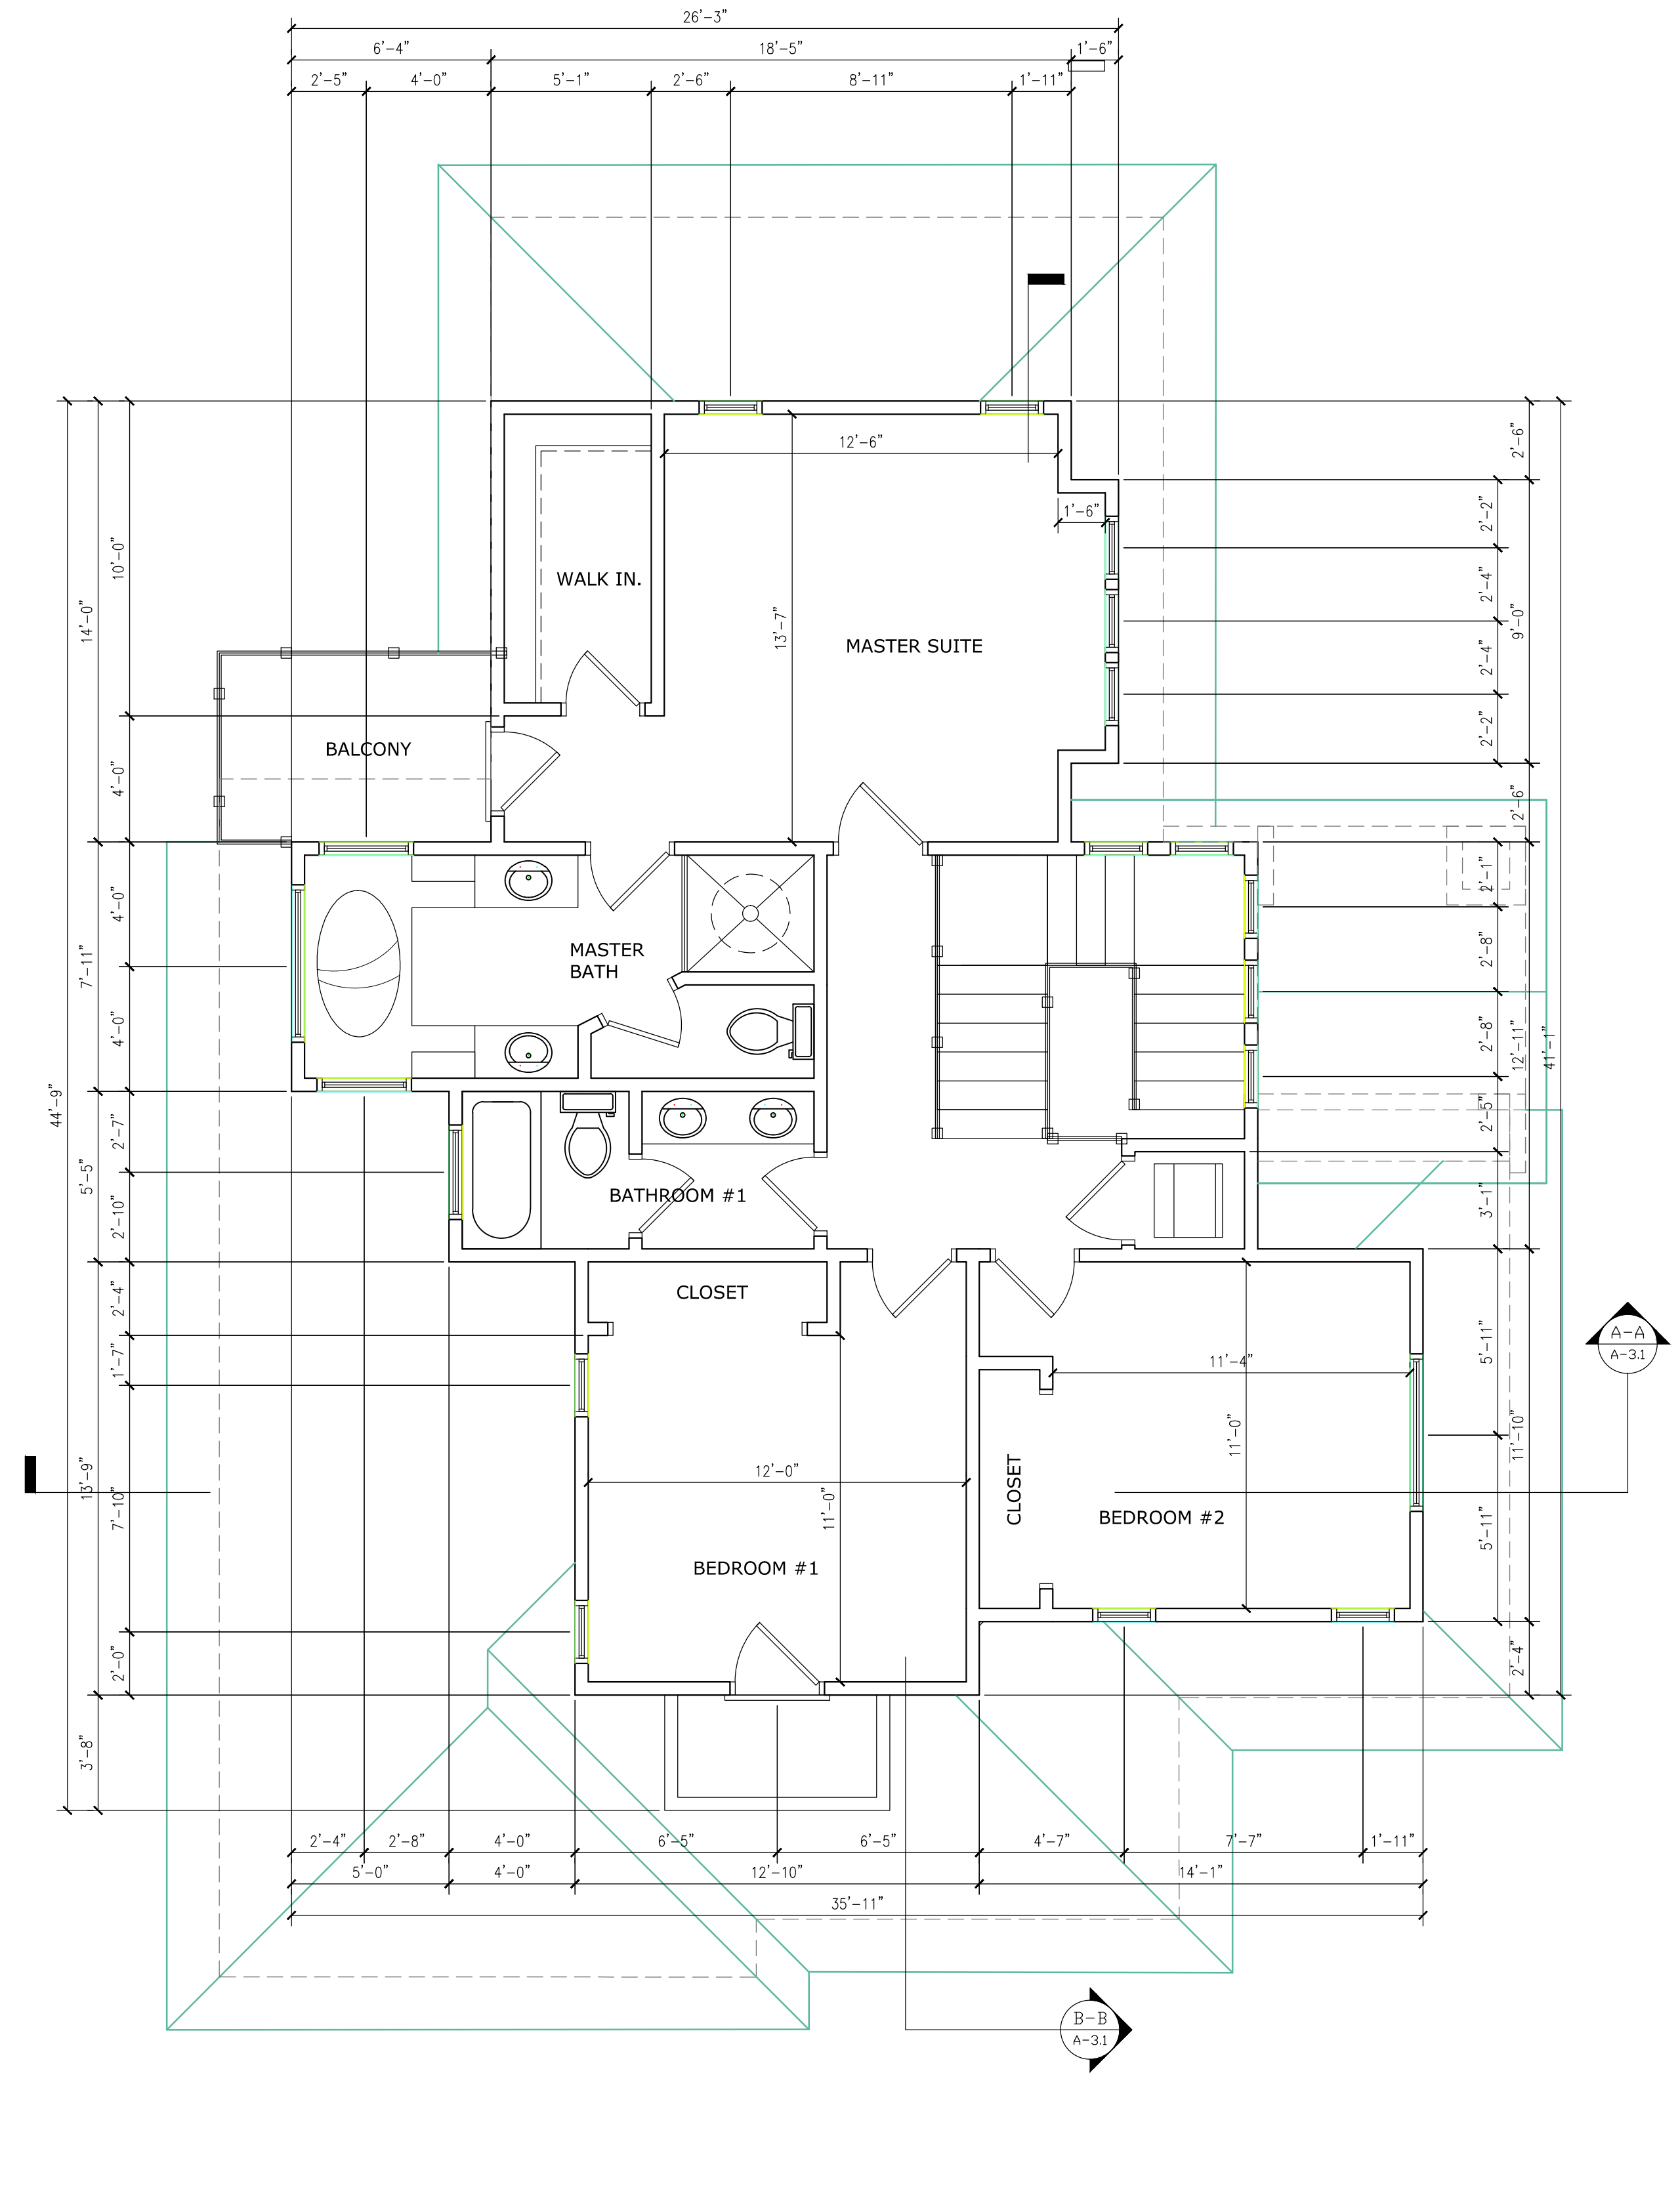 26'-3"
6'-4" 18'-5" 1'-6"
2'-5" 4'-0" 5'-1" 2'-6" 8'-11" 1'-11"
12'-6"
2'-6"
1'-6"
2'-2"
10'-0"
WALK IN.
2'-4"
14'-0"
13'-7"
9'-0"
MASTER SUITE
2'-4"
BALCONY
2'-2"
4'-0"
2'-6"
2'-1"
4'-0"
MASTER
BATH
2'-8"
7'-11"
4'-0"
2'-8"
12'-11"
41'-1"
44'-9"
2'-7"
2'-5"
5'-5"
BATHROOM #1
3'-1"
2'-10"
CLOSET
2'-4"
A-A
A-3.1
5'-11"
1'-7"
11'-4"
11'-10"
11'-0"
12'-0"
13'-9"
7'-10"
11'-0"
CLOSET
BEDROOM #2
5'-11"
BEDROOM #1
2'-0"
2'-4"
3'-8"
2'-4" 2'-8" 4'-0" 6'-5" 6'-5" 4'-7" 7'-7" 1'-11"
5'-0" 4'-0" 12'-10" 14'-1"
35'-11"
B-B
A-3.1